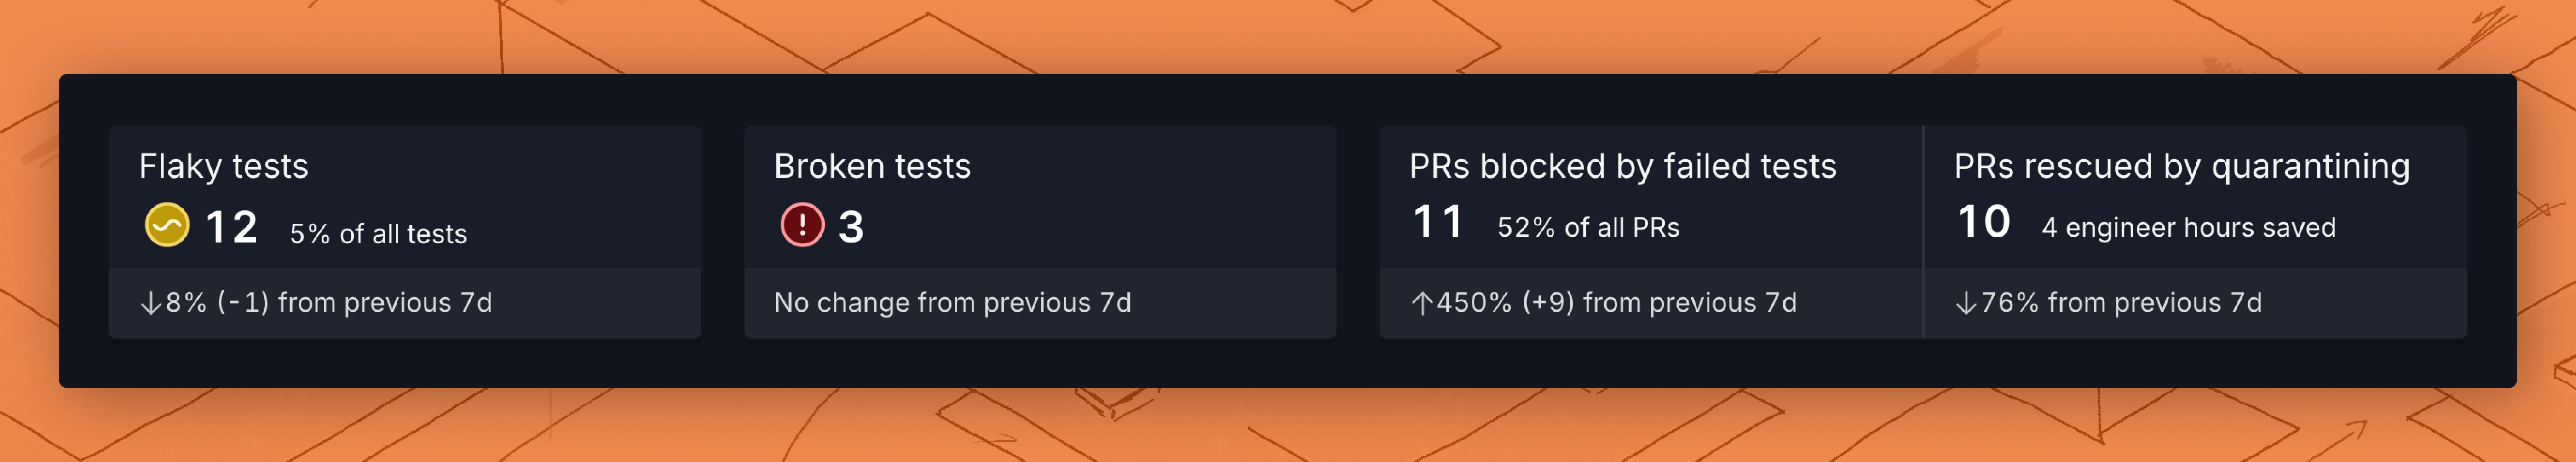 Flaky tests
12 5% of all tests
↓8% (-1) from previous 7d
Broken tests
3
No change from previous 7d
PRs blocked by failed tests
11 52% of all PRs
↑450% (+9) from previous 7d
PRs rescued by quarantining
10 4 engineer hours saved
↓76% from previous 7d